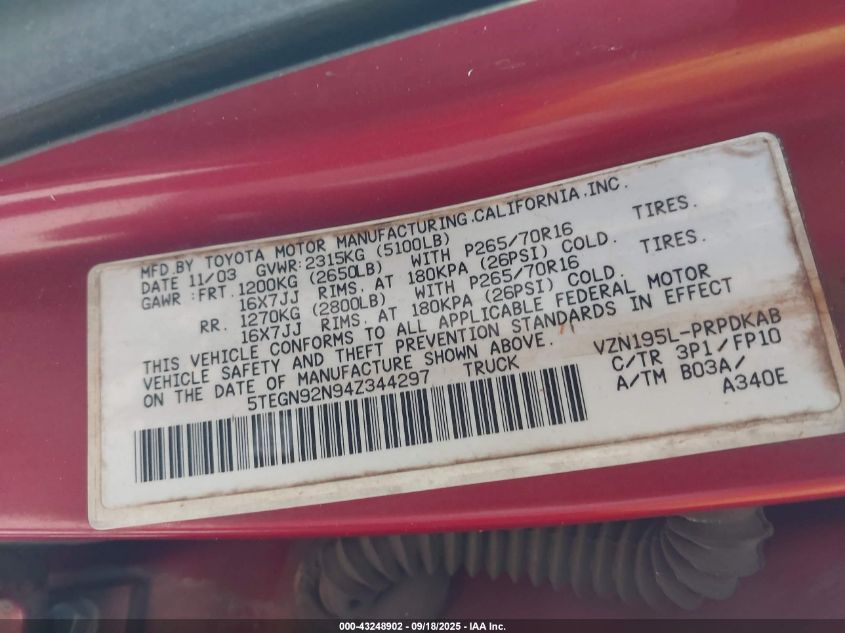 MFD.BY TOYOTA MOTOR MANUFACTURING.CALIFORNIA.INC.
DATE 11/03 GVWR:2315KG (5100LB)
GAWR:FRT.1200KG (2650LB) WITH P265/70R16 TIRES.
16X7JJ RIMS. AT 180KPA (26PSI) COLD.
RR. 1270KG (2800LB) WITH P265/70R16 TIRES.
16X7JJ RIMS. AT 180KPA (26PSI) COLD.
THIS VEHICLE CONFORMS TO ALL APPLICABLE FEDERAL MOTOR
VEHICLE SAFETY AND THEFT PREVENTION STANDARDS IN EFFECT
ON THE DATE OF MANUFACTURE SHOWN ABOVE.
5TEGN92N94Z344297 TRUCK
VZN195L-PRPDKAB
C/TR 3P1/FP10
A/TM B03A/
A340E
000-43248902 - 09/18/2025 - IAA Inc.